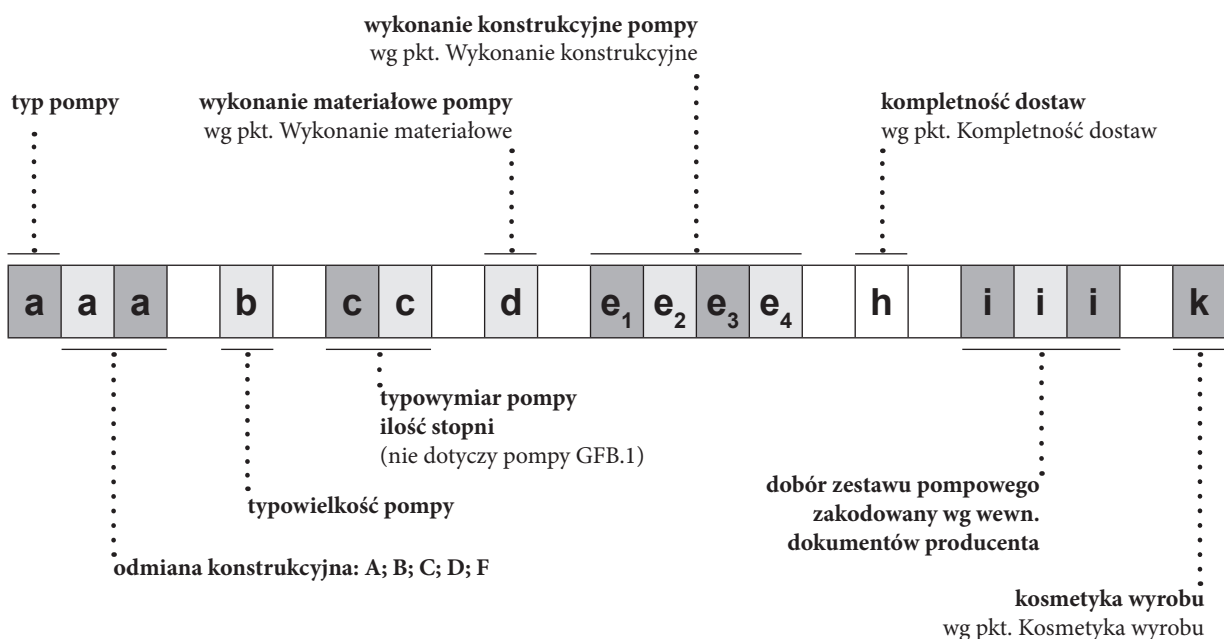 wykonanie konstrukcyjne pompy
wg pkt. Wykonanie konstrukcyjne
typ pompy
wykonanie materiałowe pompy
wg pkt. Wykonanie materiałowe
kompletność dostaw
wg pkt. Kompletność dostaw
a a a b c c d e1 e2 e3 e4 h i i i k
typowymiar pompy
ilość stopni
(nie dotyczy pompy GFB.1)
typowielkość pompy
odmiana konstrukcyjna: A; B; C; D; F
dobór zestawu pompowego
zakodowany wg wewn.
dokumentów producenta
kosmetyka wyrobu
wg pkt. Kosmetyka wyrobu